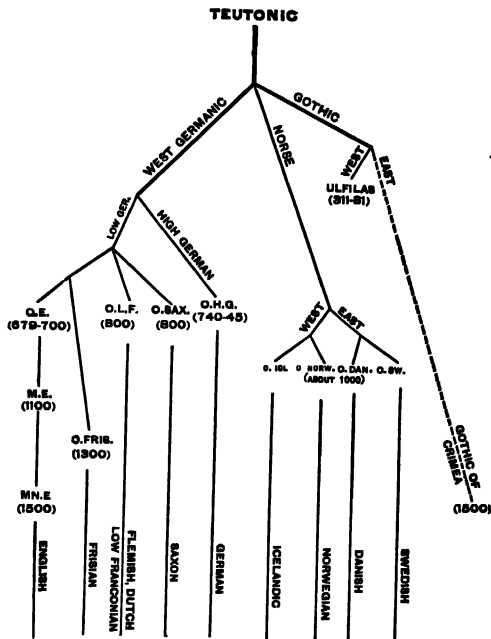 TEUTONIC
WEST GERMANIC
NORSE
GOTHIC
WEST
EAST
ULFILAS
(311-81)
LOW GER.
HIGH GERMAN
O.E.
(679-700)
O.L.F.
(800)
O.SAX.
(800)
O.H.G.
(740-45)
WEST
EAST
O. ICL
O NORW.
O. DAN.
O. SW.
(ABOUT 1000)
M.E.
(1100)
O.FRIS.
(1300)
MN.E
(1500)
GOTHIC OF
CRIMEA
(1500)
ENGLISH
FRISIAN
FLEMISH, DUTCH
LOW FRANCONIAN
SAXON
GERMAN
ICELANDIC
NORWEGIAN
DANISH
SWEDISH